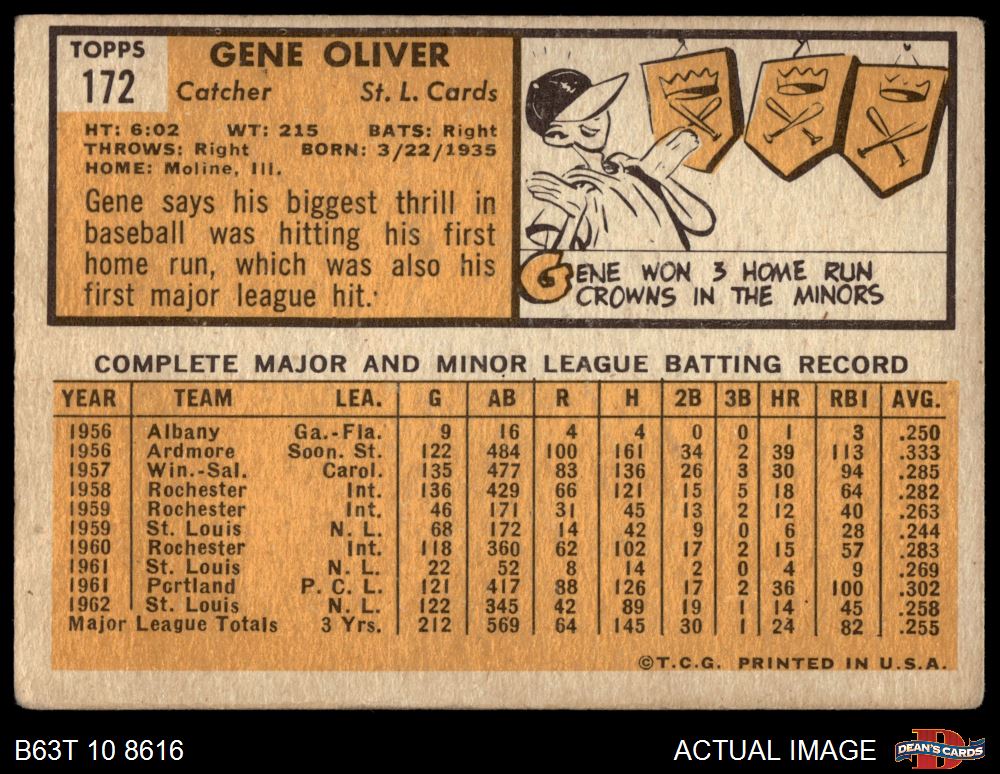 TOPPS
172
GENE OLIVER
Catcher St. L. Cards
HT: 6:02 WT: 215 BATS: Right
THROWS: Right BORN: 3/22/1935
HOME: Moline, Ill.
Gene says his biggest thrill in
baseball was hitting his first
home run, which was also his
first major league hit.
GENE WON 3 HOME RUN
CROWNS IN THE MINORS
COMPLETE MAJOR AND MINOR LEAGUE BATTING RECORD
YEAR TEAM LEA. G AB R H 2B 3B HR RBI AVG.
1956 Albany Ga.-Fla. 9 16 4 4 0 0 1 3 .250
1956 Ardmore Soon. St. 122 484 100 161 34 2 39 113 .333
1957 Win.-Sal. Carol. 135 477 83 136 26 3 30 94 .285
1958 Rochester Int. 136 429 66 121 15 5 18 64 .282
1959 Rochester Int. 46 171 31 45 13 2 12 40 .263
1959 St. Louis N. L. 68 172 14 42 9 0 6 28 .244
1960 Rochester Int. 118 360 62 102 17 2 15 57 .283
1961 St. Louis N. L. 22 52 8 14 2 0 4 9 .269
1961 Portland P. C. L. 121 417 88 126 17 2 36 100 .302
1962 St. Louis N. L. 122 345 42 89 19 1 14 45 .258
Major League Totals 3 Yrs. 212 569 64 145 30 1 24 82 .255
©T.C.G. PRINTED IN U.S.A.
B63T 10 8616 ACTUAL IMAGE DEAN'S CARDS